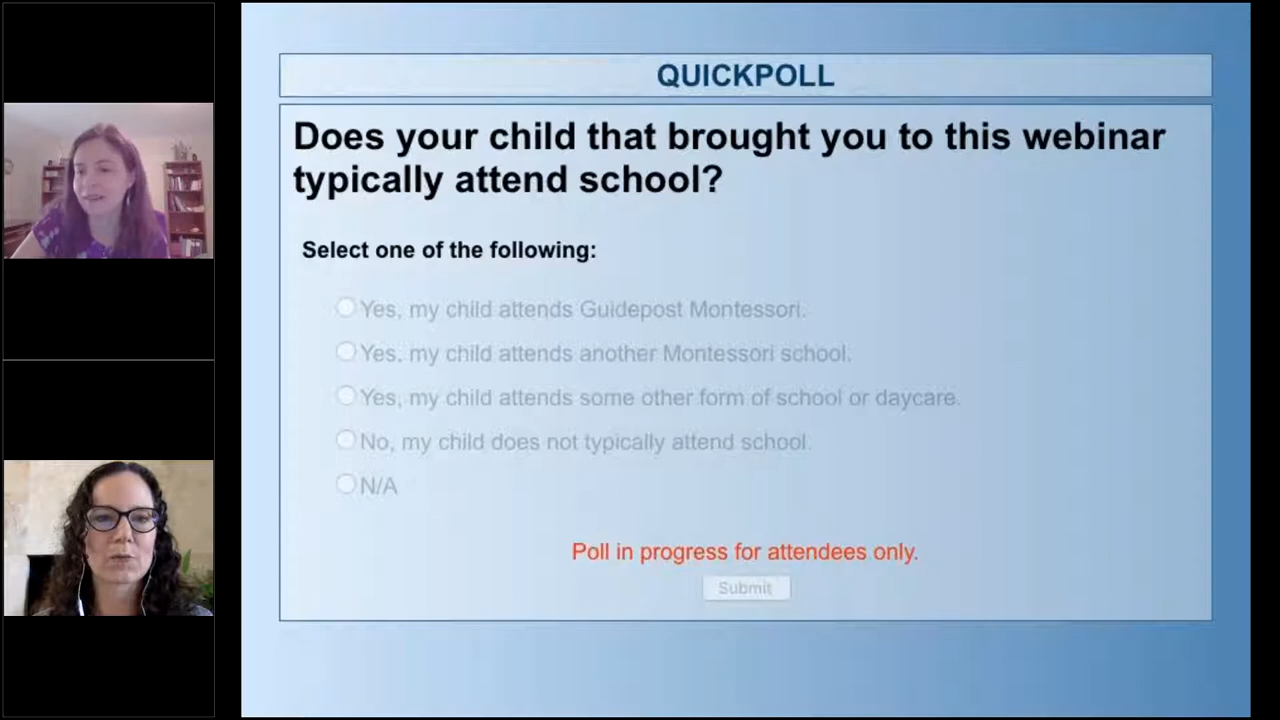 QUICKPOLL
Does your child that brought you to this webinar
typically attend school?
Select one of the following:
Yes, my child attends Guidepost Montessori.
Yes, my child attends another Montessori school.
Yes, my child attends some other form of school or daycare.
No, my child does not typically attend school.
N/A
Poll in progress for attendees only.
Submit